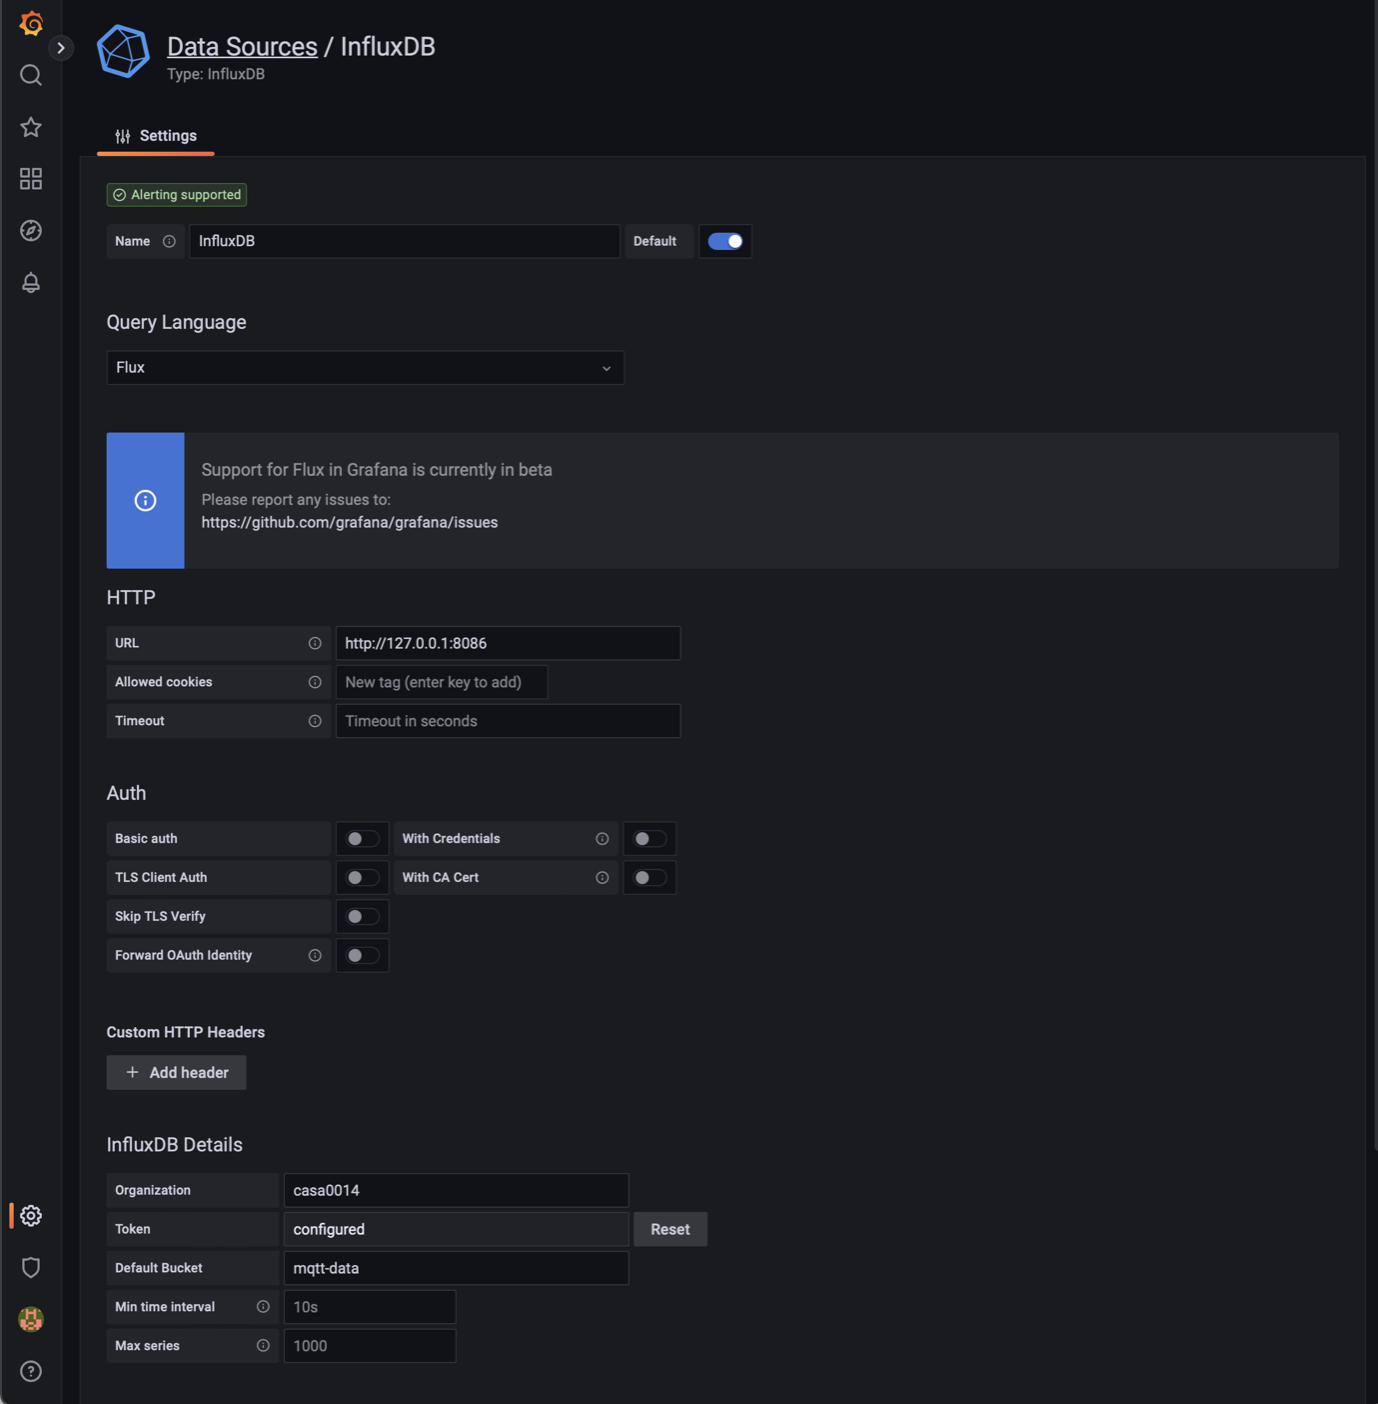 Data Sources / InfluxDB
Type: InfluxDB
Settings
Alerting supported
Name InfluxDB Default
Query Language
Flux
Support for Flux in Grafana is currently in beta
Please report any issues to:
https://github.com/grafana/grafana/issues
HTTP
URL http://127.0.0.1:8086
Allowed cookies New tag (enter key to add)
Timeout Timeout in seconds
Auth
Basic auth With Credentials
TLS Client Auth With CA Cert
Skip TLS Verify
Forward OAuth Identity
Custom HTTP Headers
+ Add header
InfluxDB Details
Organization casa0014
Token configured Reset
Default Bucket mqtt-data
Min time interval 10s
Max series 1000